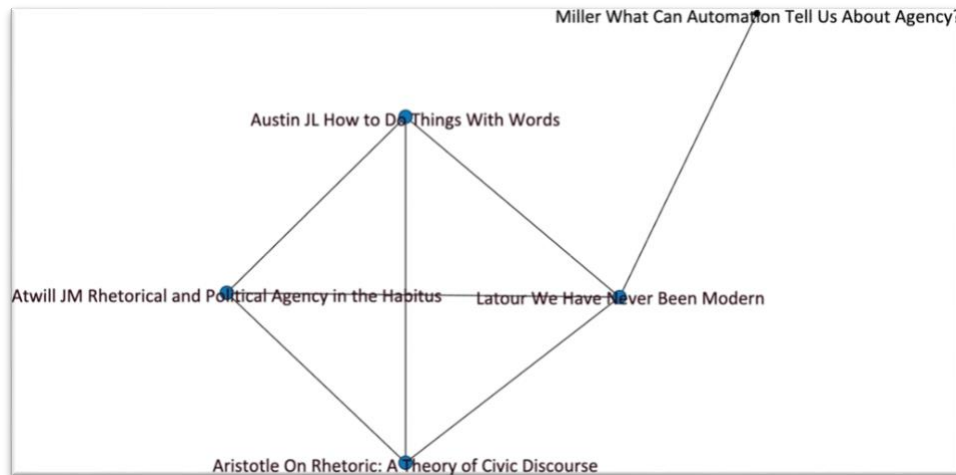 Miller What Can Automation Tell Us About Agency?
Austin JL How to Do Things With Words
Atwill JM Rhetorical and Political Agency in the Habitus
Latour We Have Never Been Modern
Aristotle On Rhetoric: A Theory of Civic Discourse